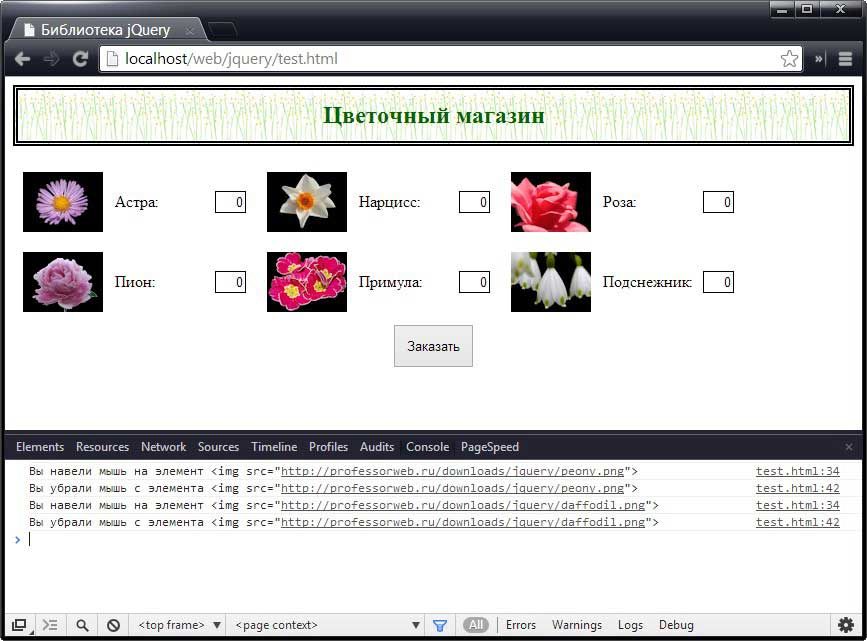 Библиотека jQuery
localhost/web/jquery/test.html
Цветочный магазин
Астра: 0 Нарцисс: 0 Роза: 0
Пион: 0 Примула: 0 Подснежник: 0
Заказать
Elements Resources Network Sources Timeline Profiles Audits Console PageSpeed
Вы навели мышь на элемент <img src="http://professorweb.ru/downloads/jquery/peony.png"> test.html:34
Вы убрали мышь с элемента <img src="http://professorweb.ru/downloads/jquery/peony.png"> test.html:42
Вы навели мышь на элемент <img src="http://professorweb.ru/downloads/jquery/daffodil.png"> test.html:34
Вы убрали мышь с элемента <img src="http://professorweb.ru/downloads/jquery/daffodil.png"> test.html:42
<top frame> <page context> All Errors Warnings Logs Debug